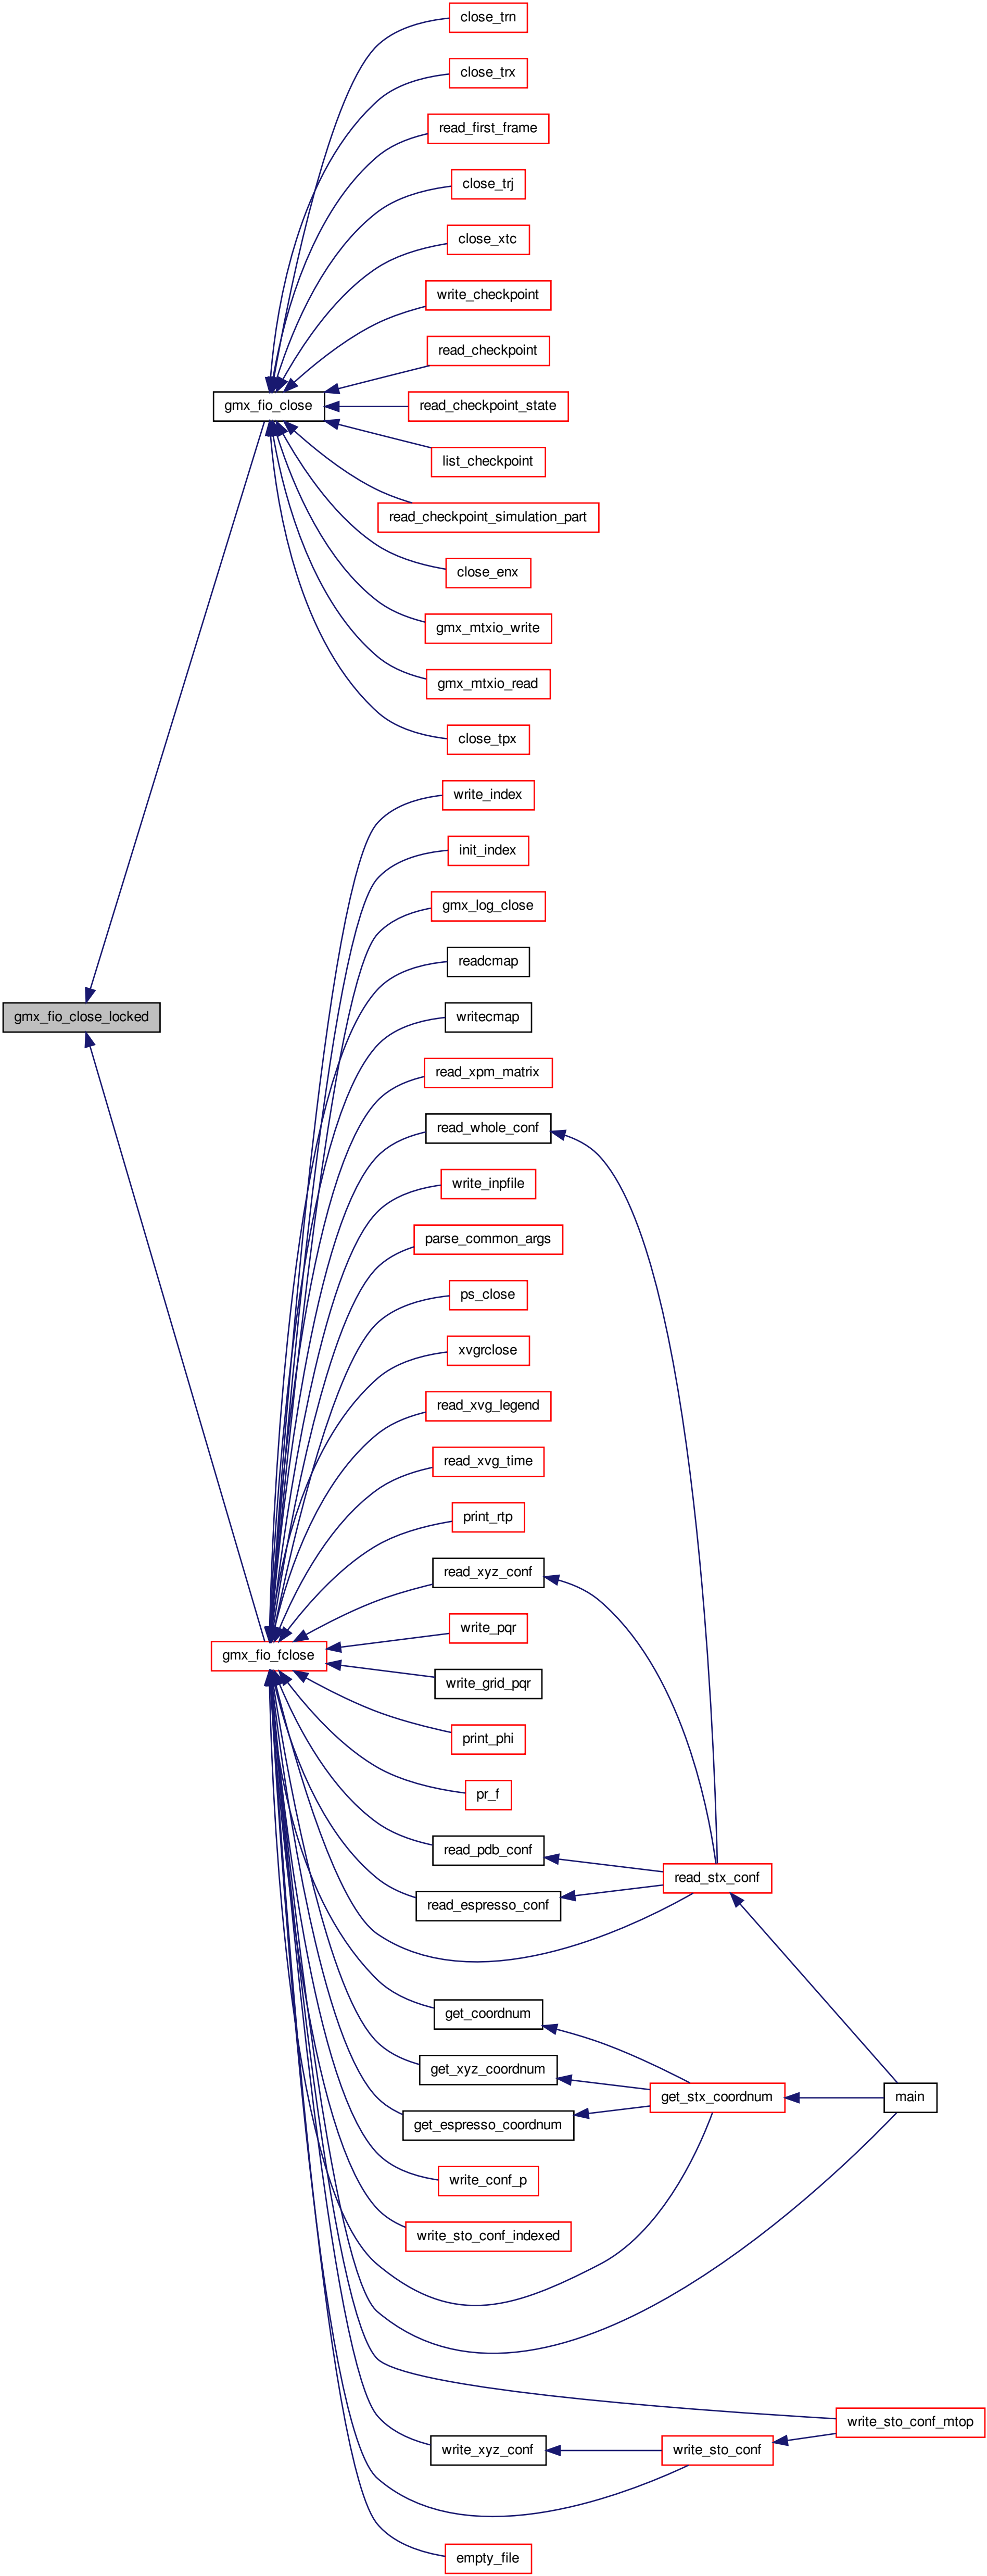 close_trn
close_trx
read_first_frame
close_trj
close_xtc
write_checkpoint
read_checkpoint
gmx_fio_close
read_checkpoint_state
list_checkpoint
read_checkpoint_simulation_part
close_enx
gmx_mtxio_write
gmx_mtxio_read
close_tpx
write_index
init_index
gmx_log_close
readcmap
gmx_fio_close_locked
writecmap
read_xpm_matrix
read_whole_conf
write_inpfile
parse_common_args
ps_close
xvgrclose
read_xvg_legend
read_xvg_time
print_rtp
read_xyz_conf
write_pqr
gmx_fio_fclose
write_grid_pqr
print_phi
pr_f
read_pdb_conf
read_stx_conf
read_espresso_conf
get_coordnum
get_xyz_coordnum
get_stx_coordnum
main
get_espresso_coordnum
write_conf_p
write_sto_conf_indexed
write_sto_conf_mtop
write_xyz_conf
write_sto_conf
empty_file